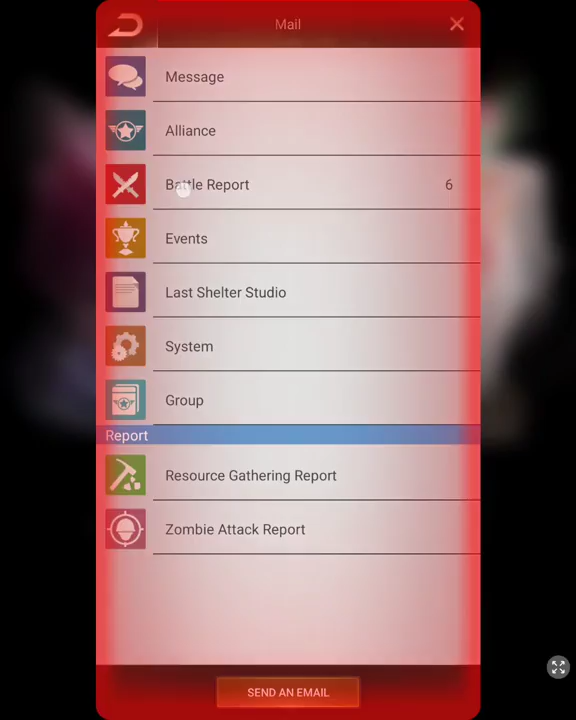 Mail
Message
Alliance
Battle Report 6
Events
Last Shelter Studio
System
Group
Report
Resource Gathering Report
Zombie Attack Report
SEND AN EMAIL